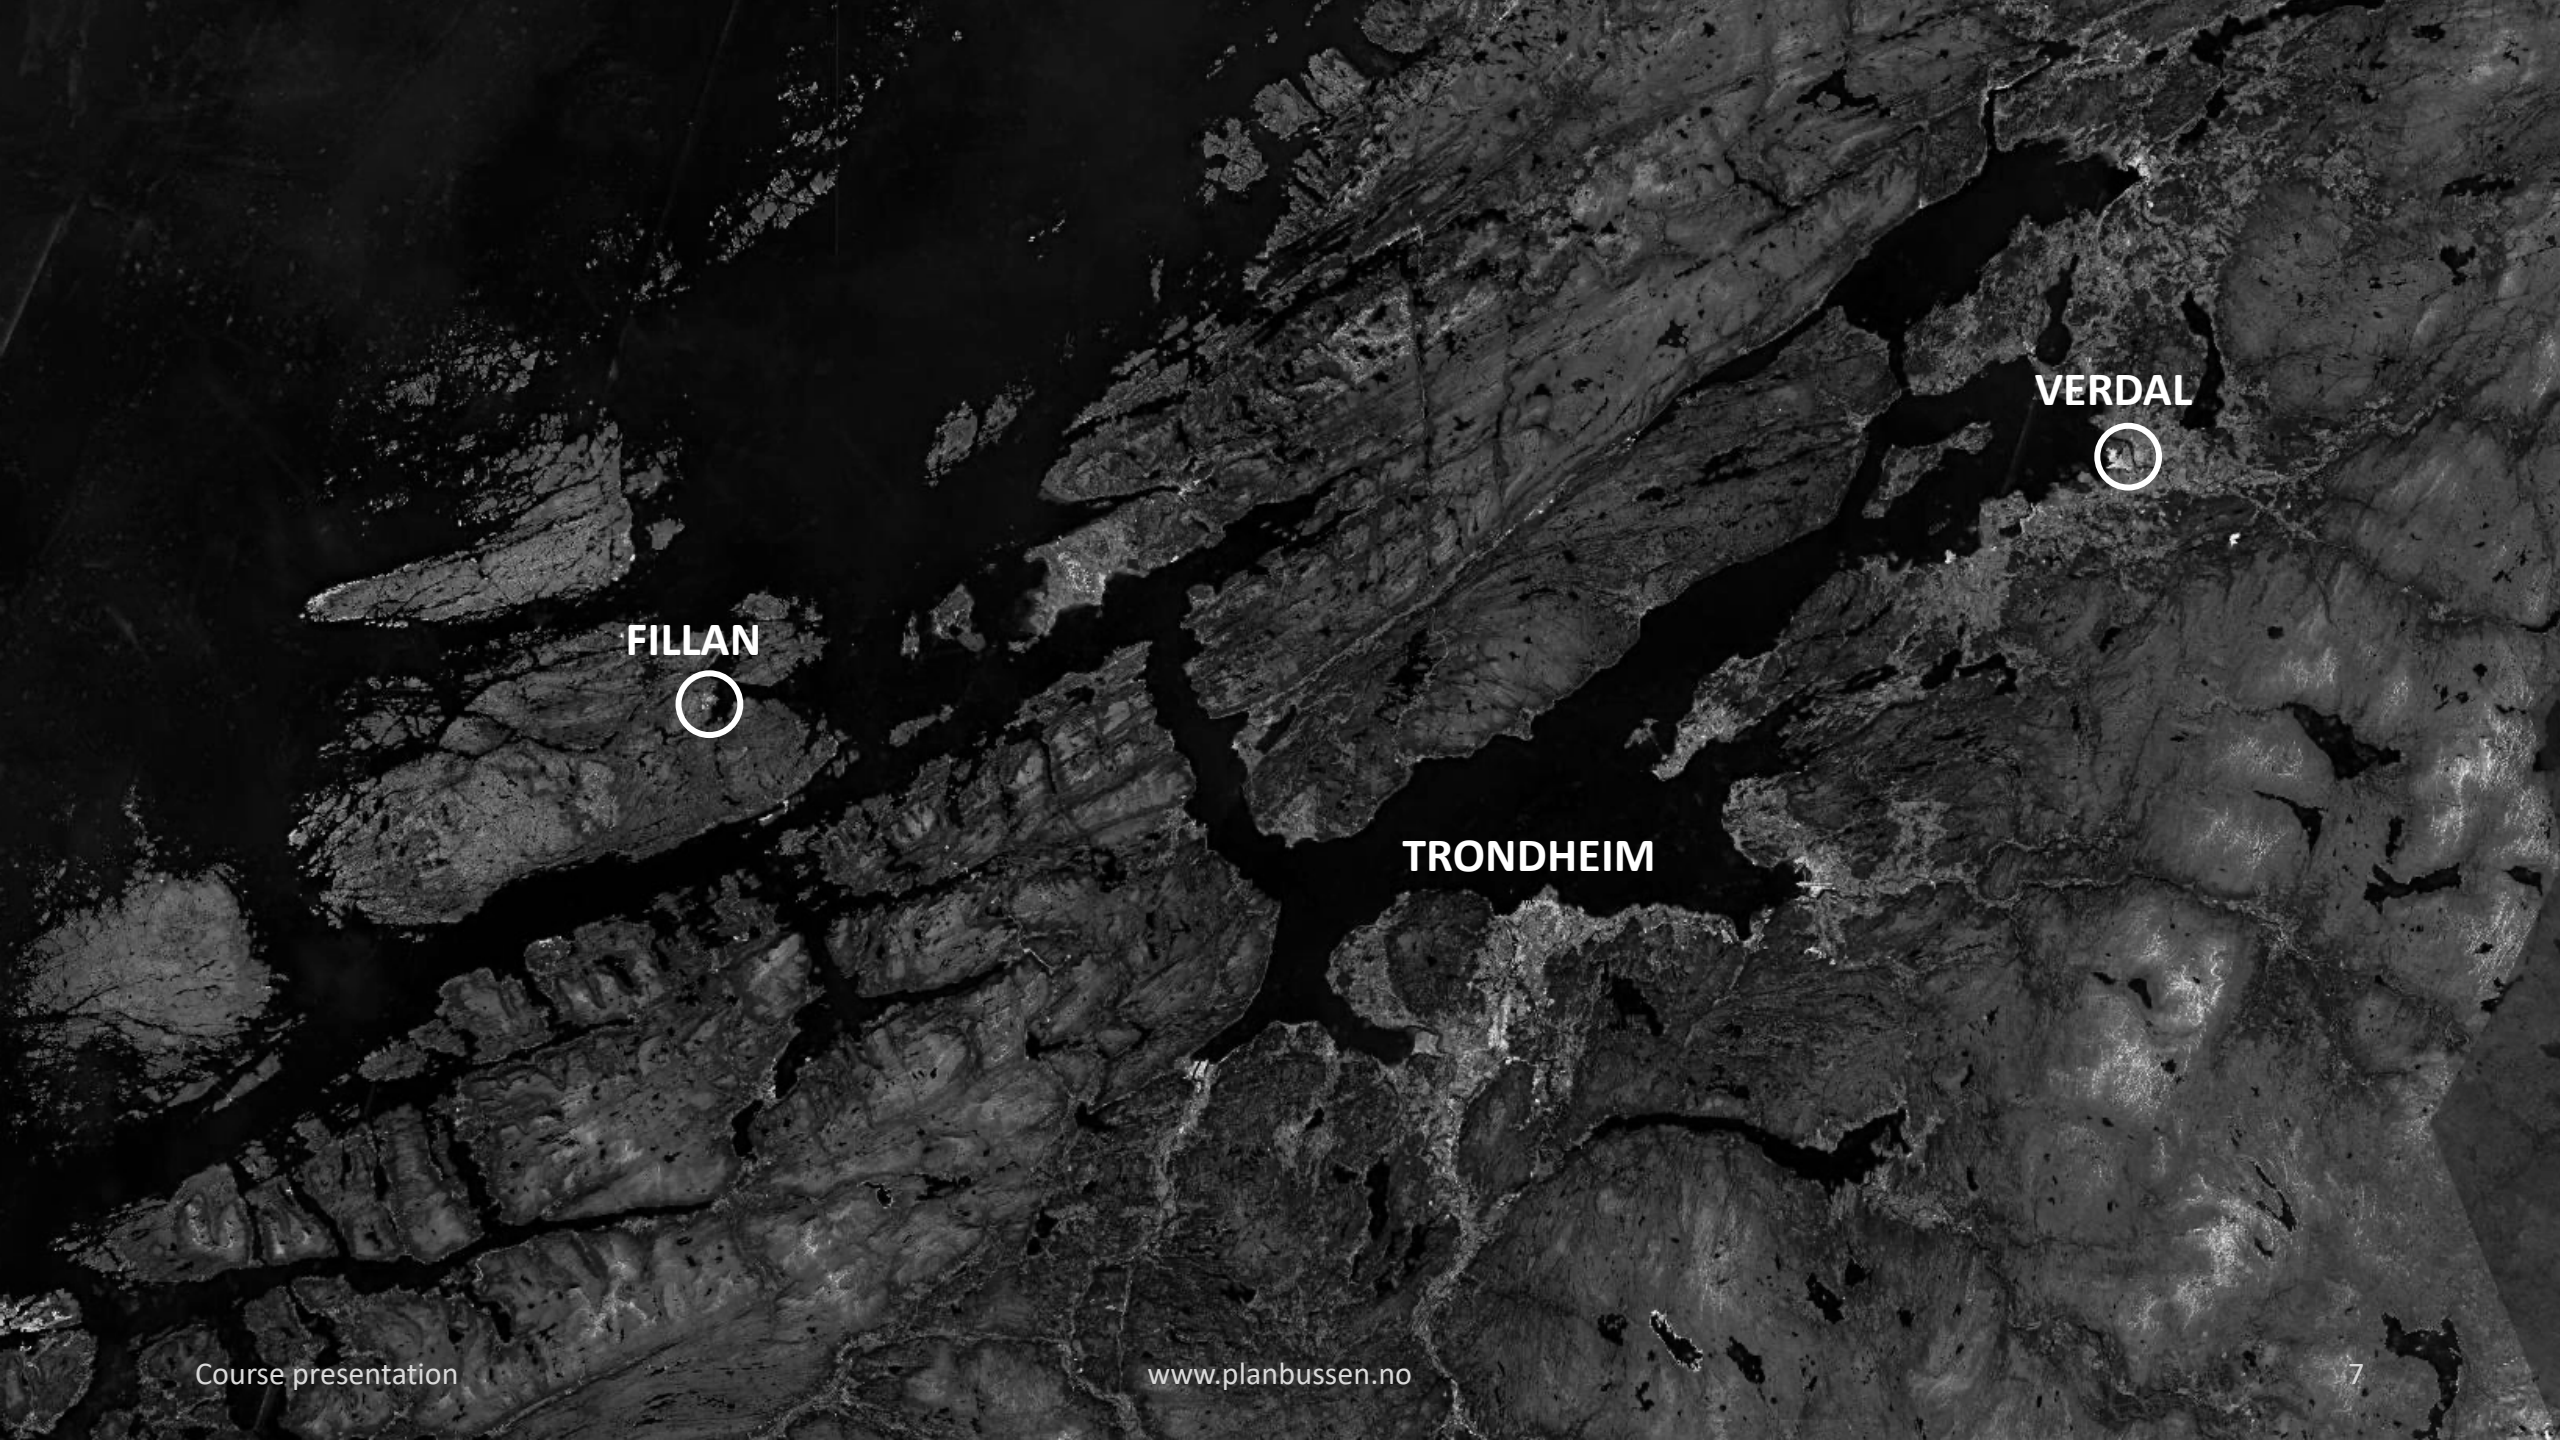 VERDAL
FILLAN
TRONDHEIM
Course presentation
www.planbussen.no
7